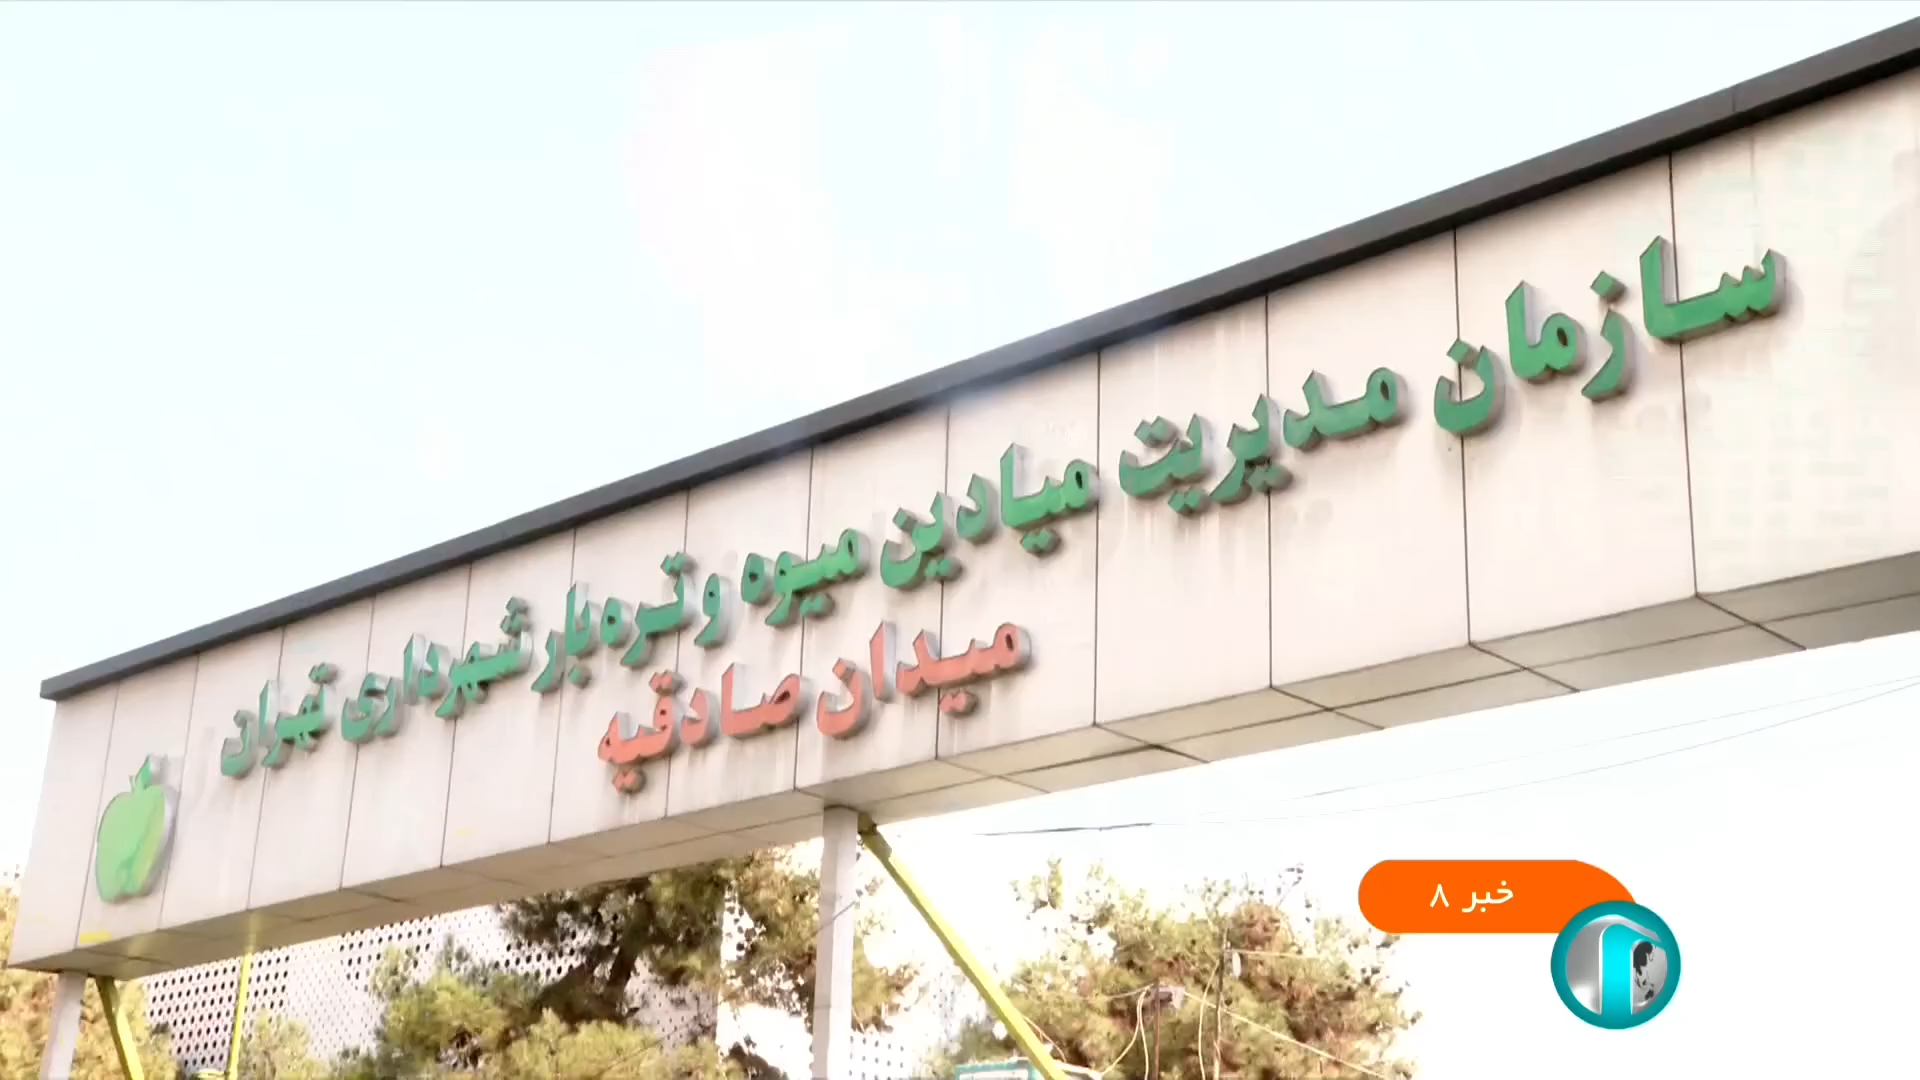 سازمان مدیریت میادین میوه و تره‌بار شهرداری تهران
میدان صادقیه
خبر ۸